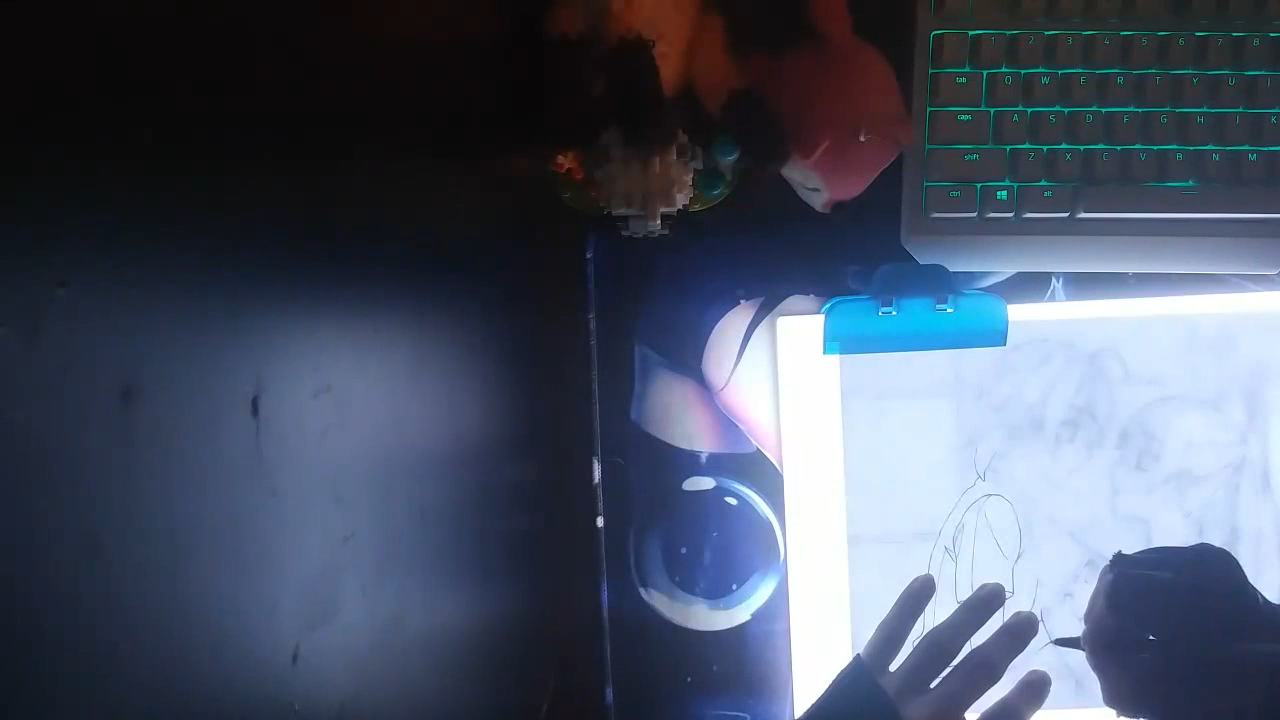 1 2 3 4 5 6 7 8
tab Q W E R T Y U I
caps A S D F G H J K
shift Z X C V B N M
ctrl alt